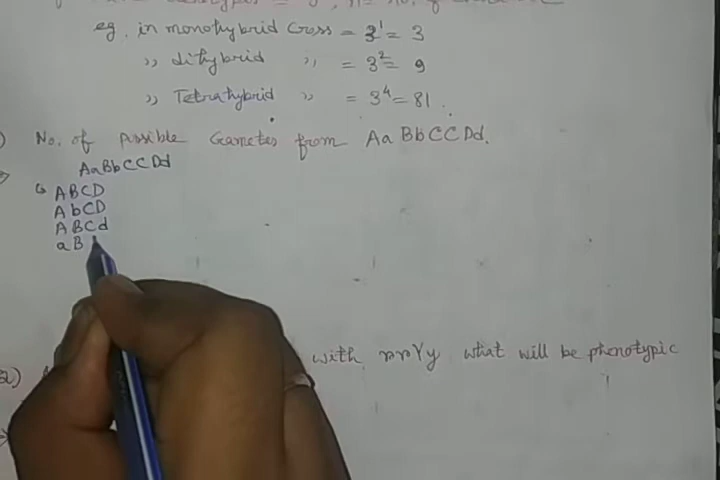 eg. in monohybrid Cross = 3¹ = 3
,, dihybrid ,, = 3² = 9
,, Tetrahybrid ,, = 3⁴ = 81.
) No. of possible Gametes from AaBbCCDd.
AaBbCCDd
G ABCD
AbCD
ABCd
aB
2) with rrYy what will be phenotypic